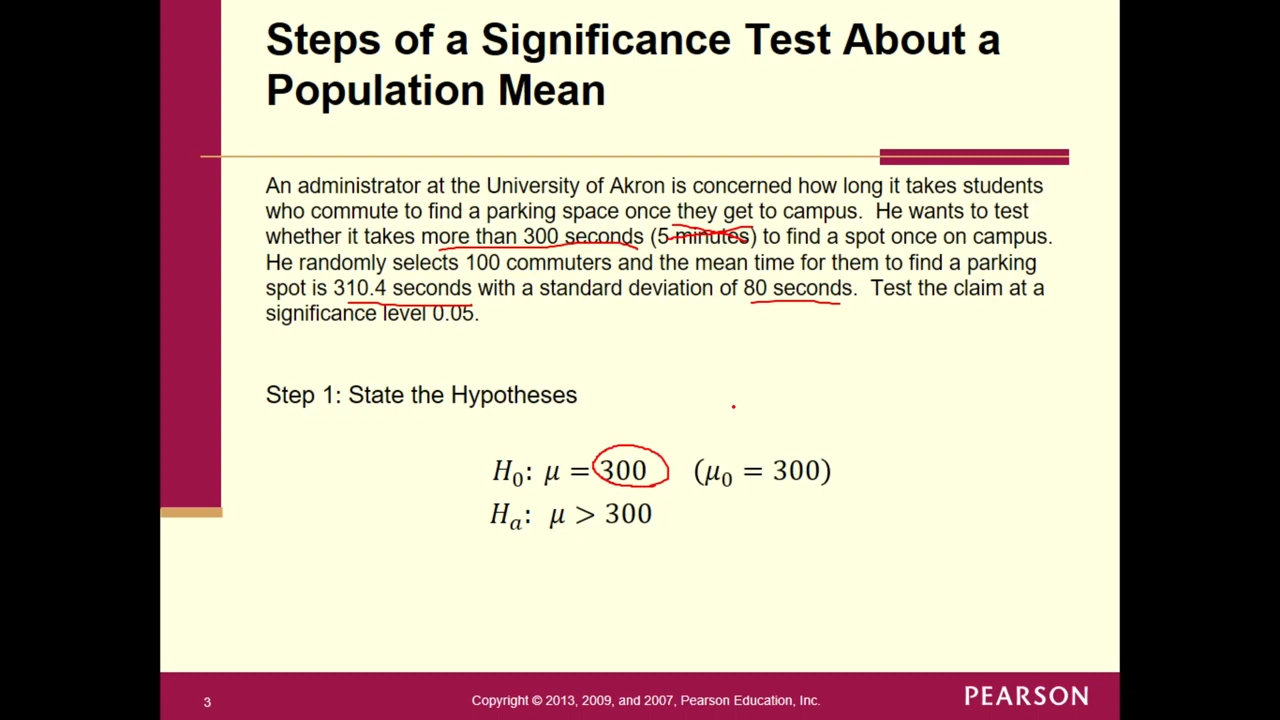 Steps of a Significance Test About a
Population Mean
An administrator at the University of Akron is concerned how long it takes students
who commute to find a parking space once they get to campus. He wants to test
whether it takes more than 300 seconds (5 minutes) to find a spot once on campus.
He randomly selects 100 commuters and the mean time for them to find a parking
spot is 310.4 seconds with a standard deviation of 80 seconds. Test the claim at a
significance level 0.05.
Step 1: State the Hypotheses
H₀: μ = 300 (μ₀ = 300)
Hₐ: μ > 300
3
Copyright © 2013, 2009, and 2007, Pearson Education, Inc.
PEARSON